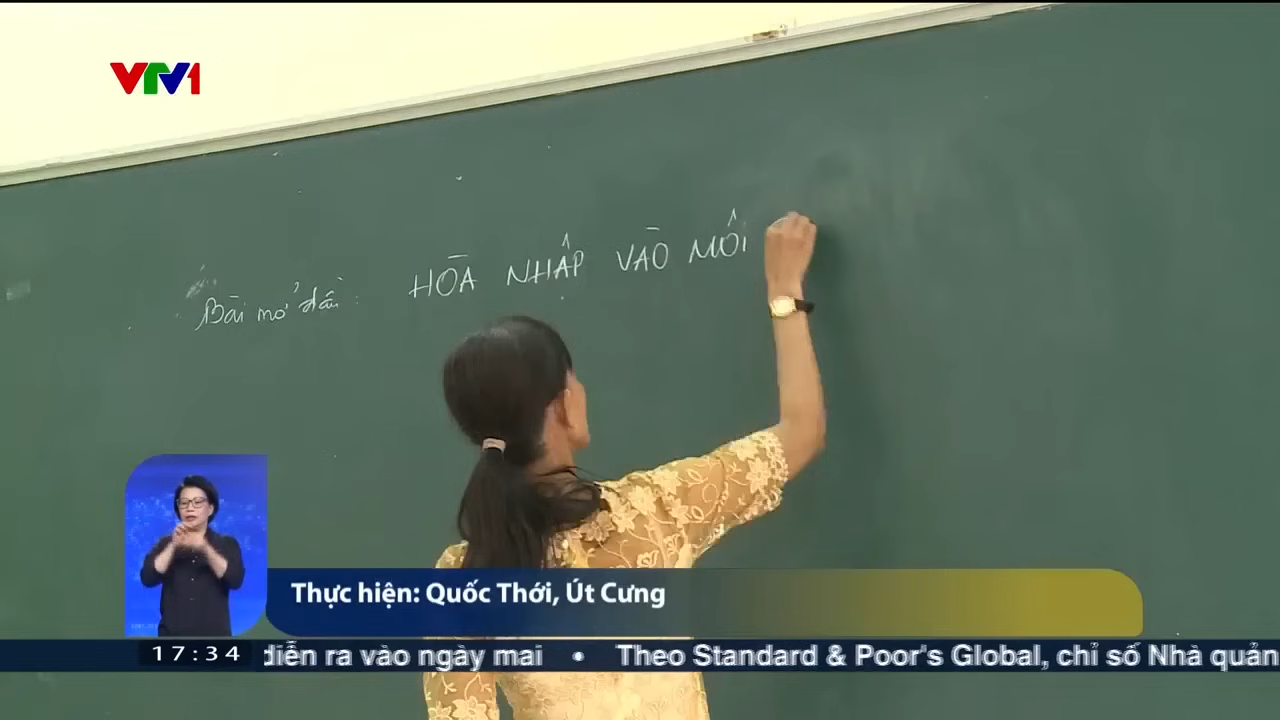 VTV1
Bài mở đầu: HÒA NHẬP VÀO MÔI
Thực hiện: Quốc Thới, Út Cưng
17:34 diễn ra vào ngày mai • Theo Standard & Poor's Global, chỉ số Nhà quản